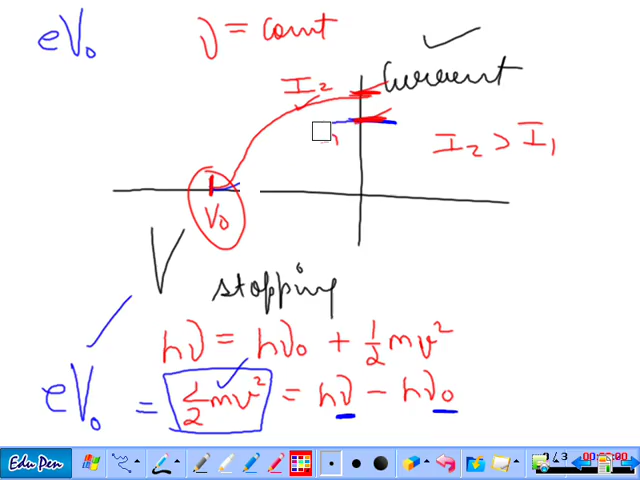 eV₀ ν = const
I₂ Current
I₂ > I₁
V₀
V
stopping
hν = hν₀ + ½mv²
eV₀ = ½mv² = hν − hν₀
Edu Pen